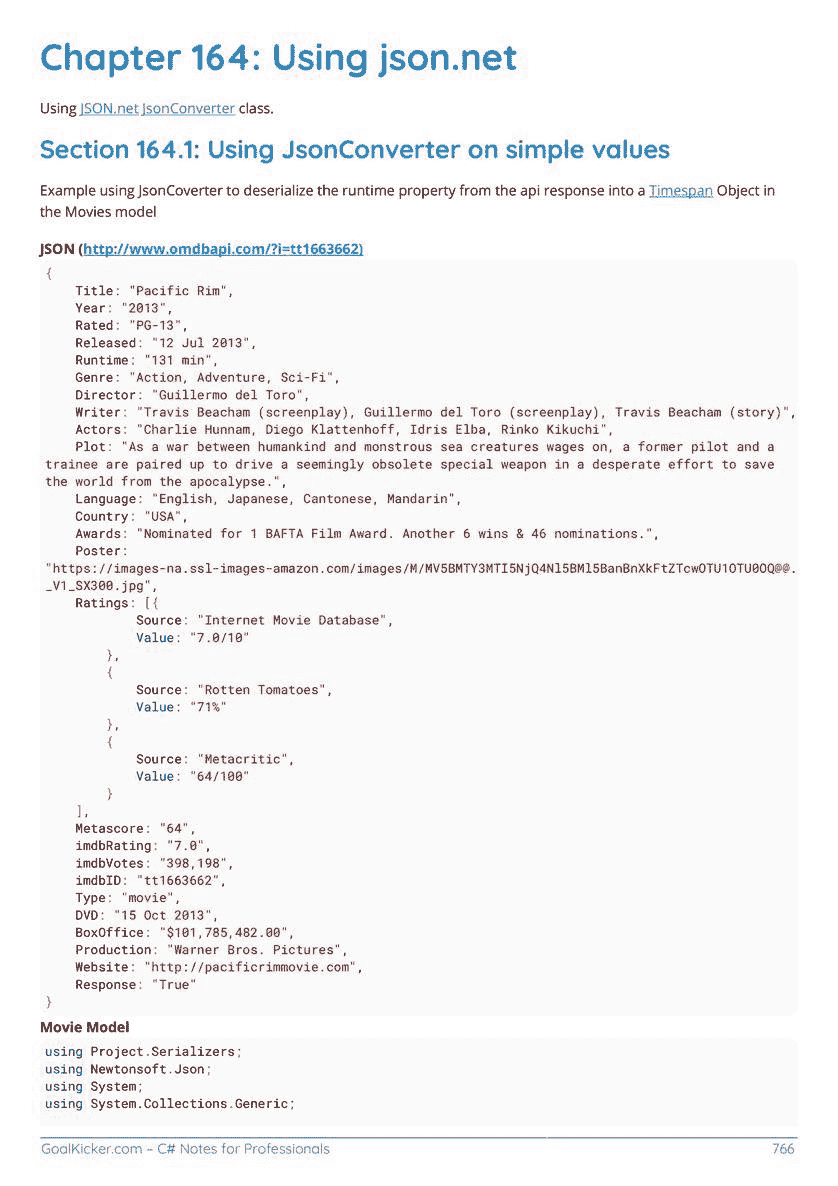 Chapter 164: Using json.net
Using JSON.net JsonConverter class.
Section 164.1: Using JsonConverter on simple values
Example using JsonCoverter to deserialize the runtime property from the api response into a Timespan Object in
the Movies model
JSON (http://www.omdbapi.com/?i=tt1663662)
{
    Title: "Pacific Rim",
    Year: "2013",
    Rated: "PG-13",
    Released: "12 Jul 2013",
    Runtime: "131 min",
    Genre: "Action, Adventure, Sci-Fi",
    Director: "Guillermo del Toro",
    Writer: "Travis Beacham (screenplay), Guillermo del Toro (screenplay), Travis Beacham (story)",
    Actors: "Charlie Hunnam, Diego Klattenhoff, Idris Elba, Rinko Kikuchi",
    Plot: "As a war between humankind and monstrous sea creatures wages on, a former pilot and a
trainee are paired up to drive a seemingly obsolete special weapon in a desperate effort to save
the world from the apocalypse.",
    Language: "English, Japanese, Cantonese, Mandarin",
    Country: "USA",
    Awards: "Nominated for 1 BAFTA Film Award. Another 6 wins & 46 nominations.",
    Poster:
"https://images-na.ssl-images-amazon.com/images/M/MV5BMTY3MTI5NjQ4Nl5BMl5BanBnXkFtZTcwOTU1OTU0OQ@@.
_V1_SX300.jpg",
    Ratings: [{
            Source: "Internet Movie Database",
            Value: "7.0/10"
        },
        {
            Source: "Rotten Tomatoes",
            Value: "71%"
        },
        {
            Source: "Metacritic",
            Value: "64/100"
        }
    ],
    Metascore: "64",
    imdbRating: "7.0",
    imdbVotes: "398,198",
    imdbID: "tt1663662",
    Type: "movie",
    DVD: "15 Oct 2013",
    BoxOffice: "$101,785,482.00",
    Production: "Warner Bros. Pictures",
    Website: "http://pacificrimmovie.com",
    Response: "True"
}
Movie Model
using Project.Serializers;
using Newtonsoft.Json;
using System;
using System.Collections.Generic;
GoalKicker.com – C# Notes for Professionals 766